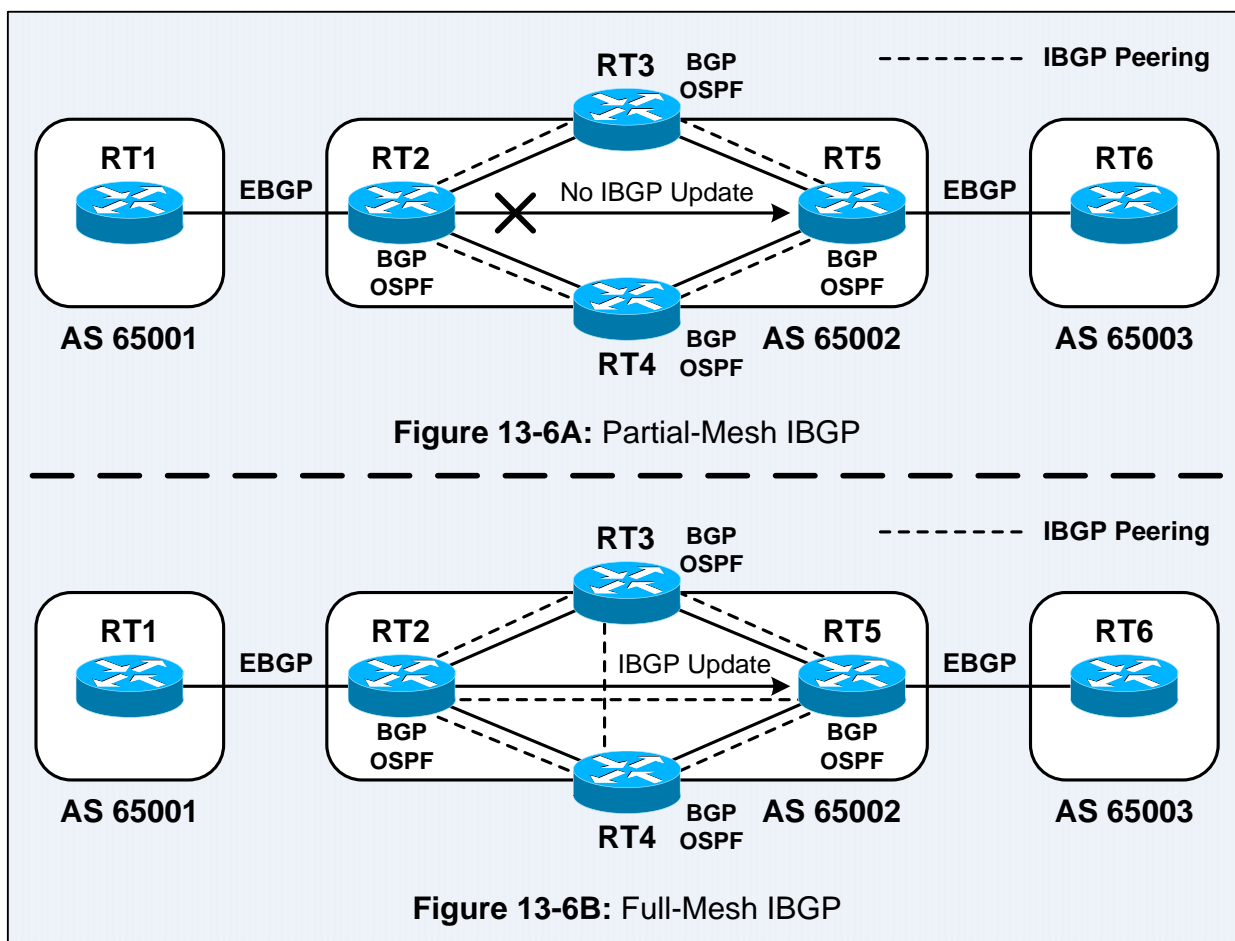 RT3
BGP
OSPF
IBGP Peering
RT1
EBGP
RT2
No IBGP Update
RT5
EBGP
RT6
BGP
OSPF
BGP
OSPF
AS 65001
RT4
BGP
OSPF
AS 65002
AS 65003
Figure 13-6A: Partial-Mesh IBGP
IBGP Peering
RT3
BGP
OSPF
RT1
EBGP
RT2
IBGP Update
RT5
EBGP
RT6
BGP
OSPF
BGP
OSPF
AS 65001
RT4
BGP
OSPF
AS 65002
AS 65003
Figure 13-6B: Full-Mesh IBGP